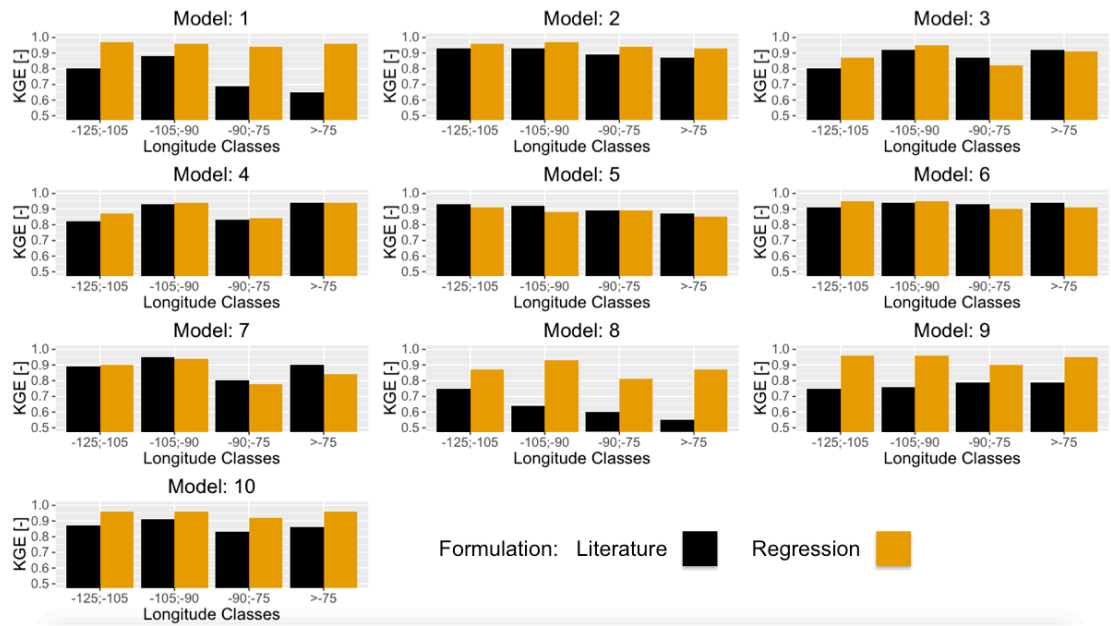 Model: 1
KGE [-]
1.0
0.9
0.8
0.7
0.6
0.5
-125;-105 -105;-90 -90;-75 >-75
Longitude Classes
Model: 2
KGE [-]
1.0
0.9
0.8
0.7
0.6
0.5
-125;-105 -105;-90 -90;-75 >-75
Longitude Classes
Model: 3
KGE [-]
1.0
0.9
0.8
0.7
0.6
0.5
-125;-105 -105;-90 -90;-75 >-75
Longitude Classes
Model: 4
KGE [-]
1.0
0.9
0.8
0.7
0.6
0.5
-125;-105 -105;-90 -90;-75 >-75
Longitude Classes
Model: 5
KGE [-]
1.0
0.9
0.8
0.7
0.6
0.5
-125;-105 -105;-90 -90;-75 >-75
Longitude Classes
Model: 6
KGE [-]
1.0
0.9
0.8
0.7
0.6
0.5
-125;-105 -105;-90 -90;-75 >-75
Longitude Classes
Model: 7
KGE [-]
1.0
0.9
0.8
0.7
0.6
0.5
-125;-105 -105;-90 -90;-75 >-75
Longitude Classes
Model: 8
KGE [-]
1.0
0.9
0.8
0.7
0.6
0.5
-125;-105 -105;-90 -90;-75 >-75
Longitude Classes
Model: 9
KGE [-]
1.0
0.9
0.8
0.7
0.6
0.5
-125;-105 -105;-90 -90;-75 >-75
Longitude Classes
Model: 10
KGE [-]
1.0
0.9
0.8
0.7
0.6
0.5
-125;-105 -105;-90 -90;-75 >-75
Longitude Classes
Formulation: Literature Regression